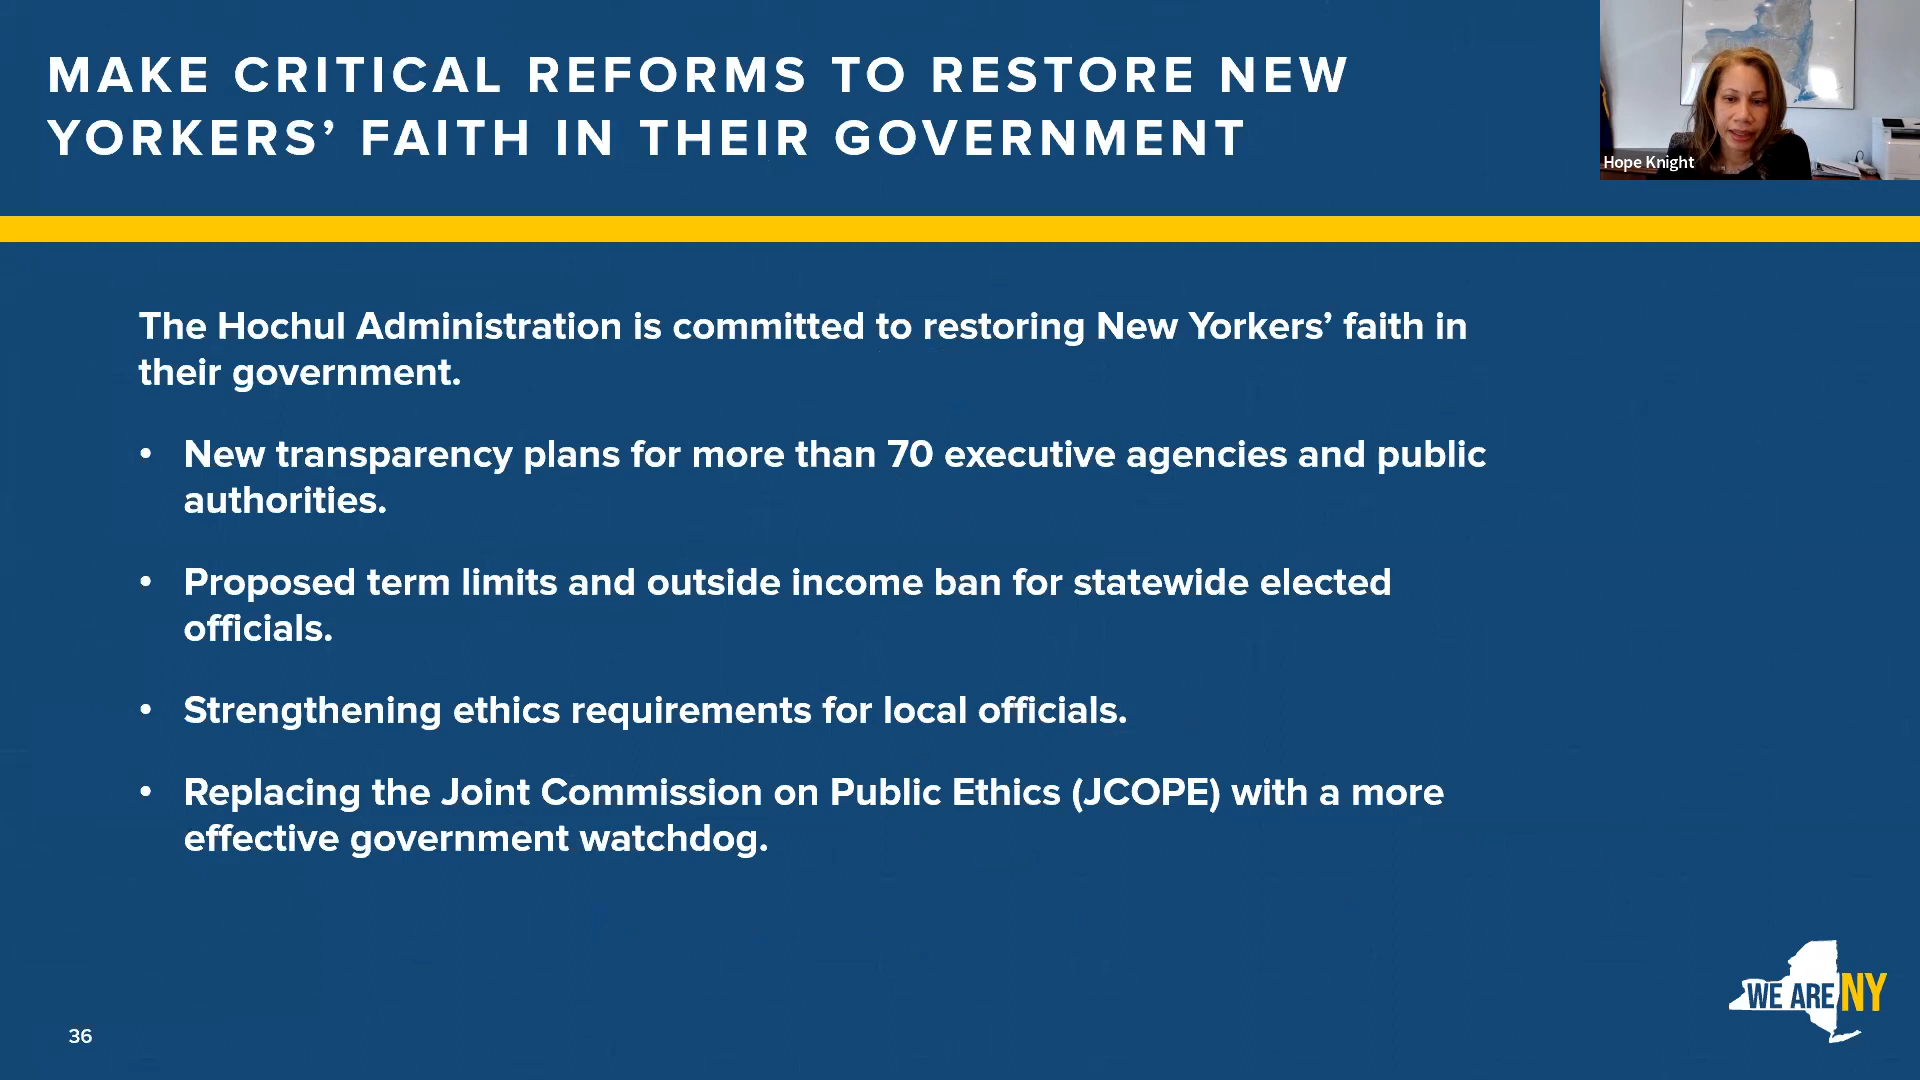 MAKE CRITICAL REFORMS TO RESTORE NEW
YORKERS’ FAITH IN THEIR GOVERNMENT
Hope Knight
The Hochul Administration is committed to restoring New Yorkers’ faith in
their government.
• New transparency plans for more than 70 executive agencies and public
authorities.
• Proposed term limits and outside income ban for statewide elected
officials.
• Strengthening ethics requirements for local officials.
• Replacing the Joint Commission on Public Ethics (JCOPE) with a more
effective government watchdog.
WE ARE NY
36